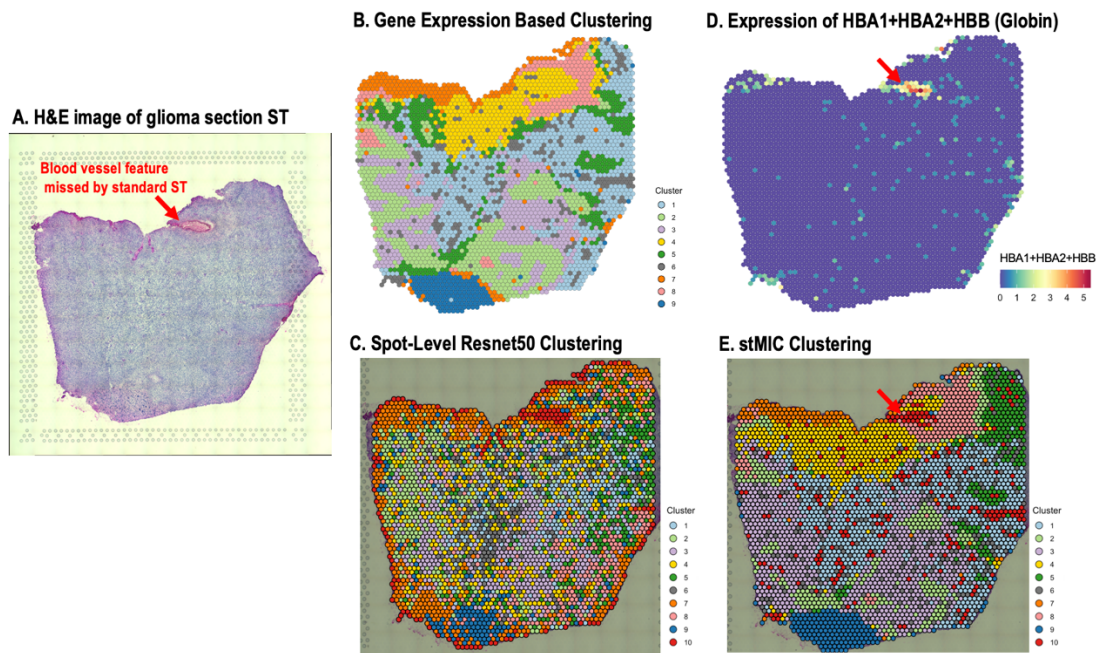 B. Gene Expression Based Clustering
D. Expression of HBA1+HBA2+HBB (Globin)
A. H&E image of glioma section ST
Blood vessel feature
missed by standard ST
Cluster
1
2
3
4
5
6
7
8
9
HBA1+HBA2+HBB
0 1 2 3 4 5
C. Spot-Level Resnet50 Clustering
E. stMIC Clustering
Cluster
1
2
3
4
5
6
7
8
9
10
Cluster
1
2
3
4
5
6
7
8
9
10